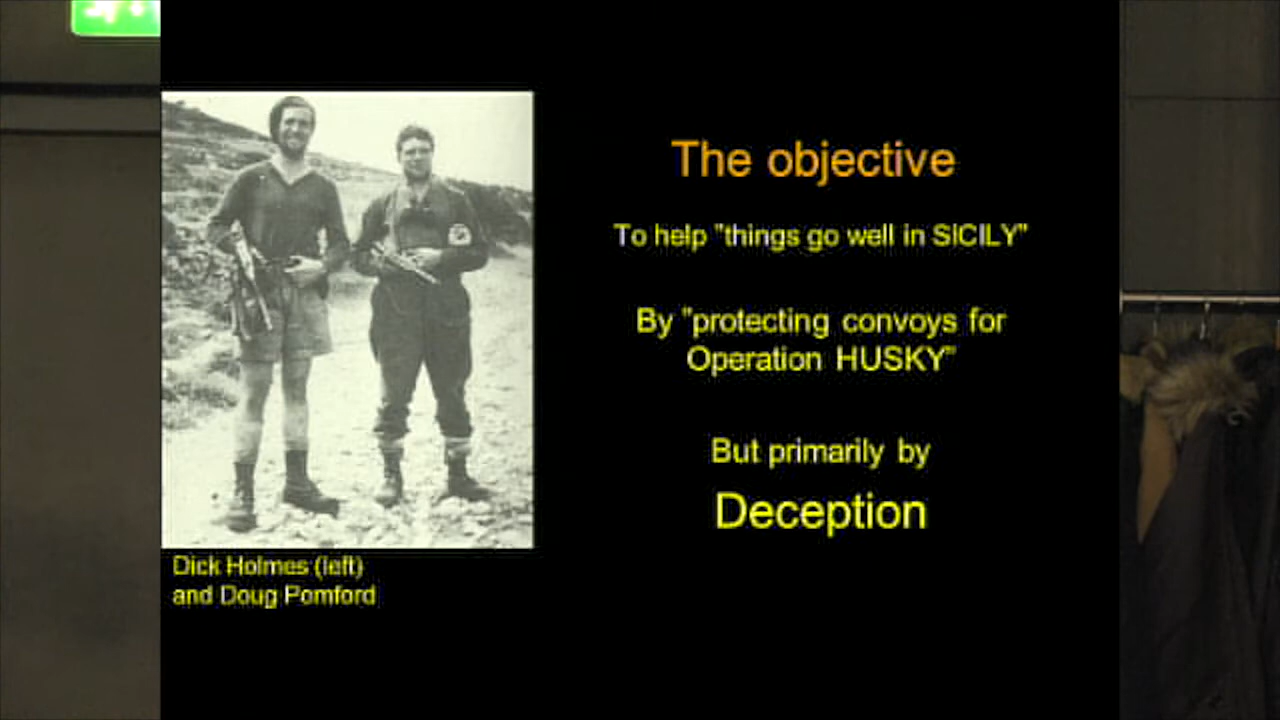 The objective
To help "things go well in SICILY"
By "protecting convoys for
Operation HUSKY"
But primarily by
Deception
Dick Holmes (left)
and Doug Pomford